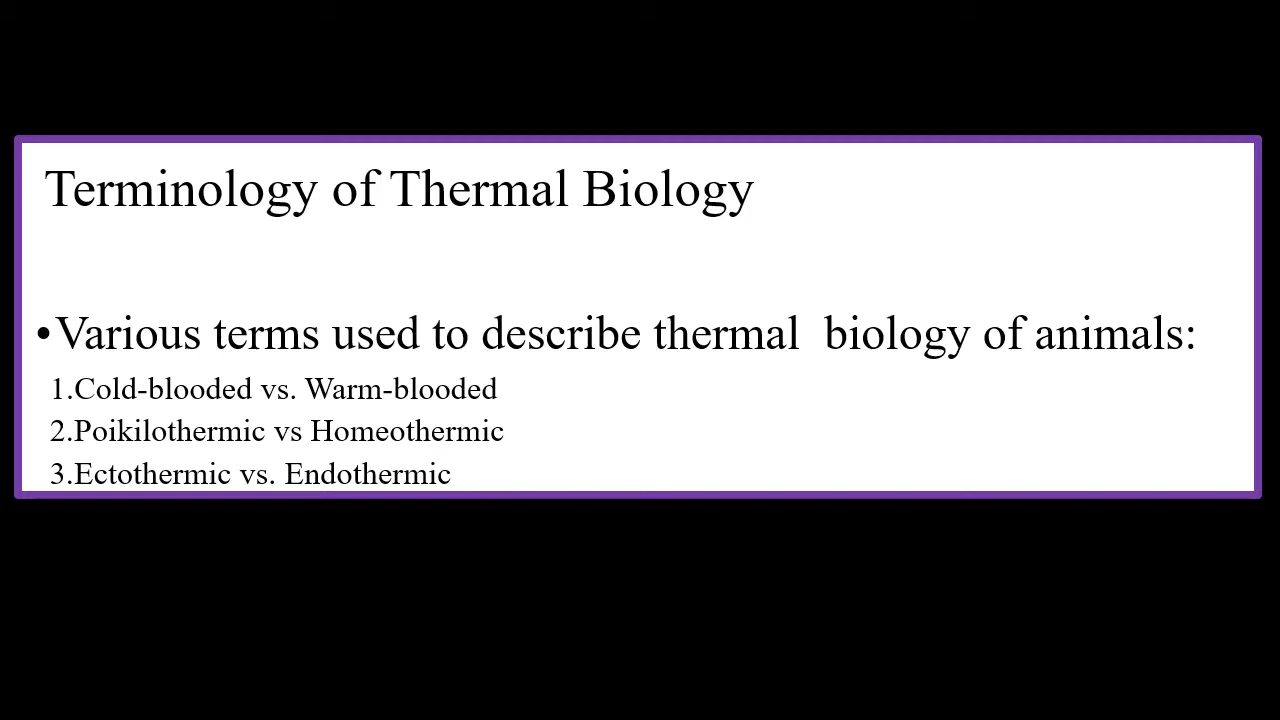 Terminology of Thermal Biology
•Various terms used to describe thermal  biology of animals:
1.Cold-blooded vs. Warm-blooded
2.Poikilothermic vs Homeothermic
3.Ectothermic vs. Endothermic